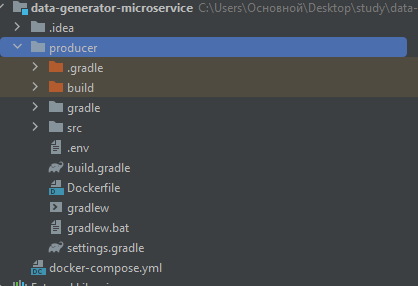 data-generator-microservice C:\Users\Основной\Desktop\study\data-
.idea
producer
.gradle
build
gradle
src
.env
build.gradle
Dockerfile
gradlew
gradlew.bat
settings.gradle
docker-compose.yml